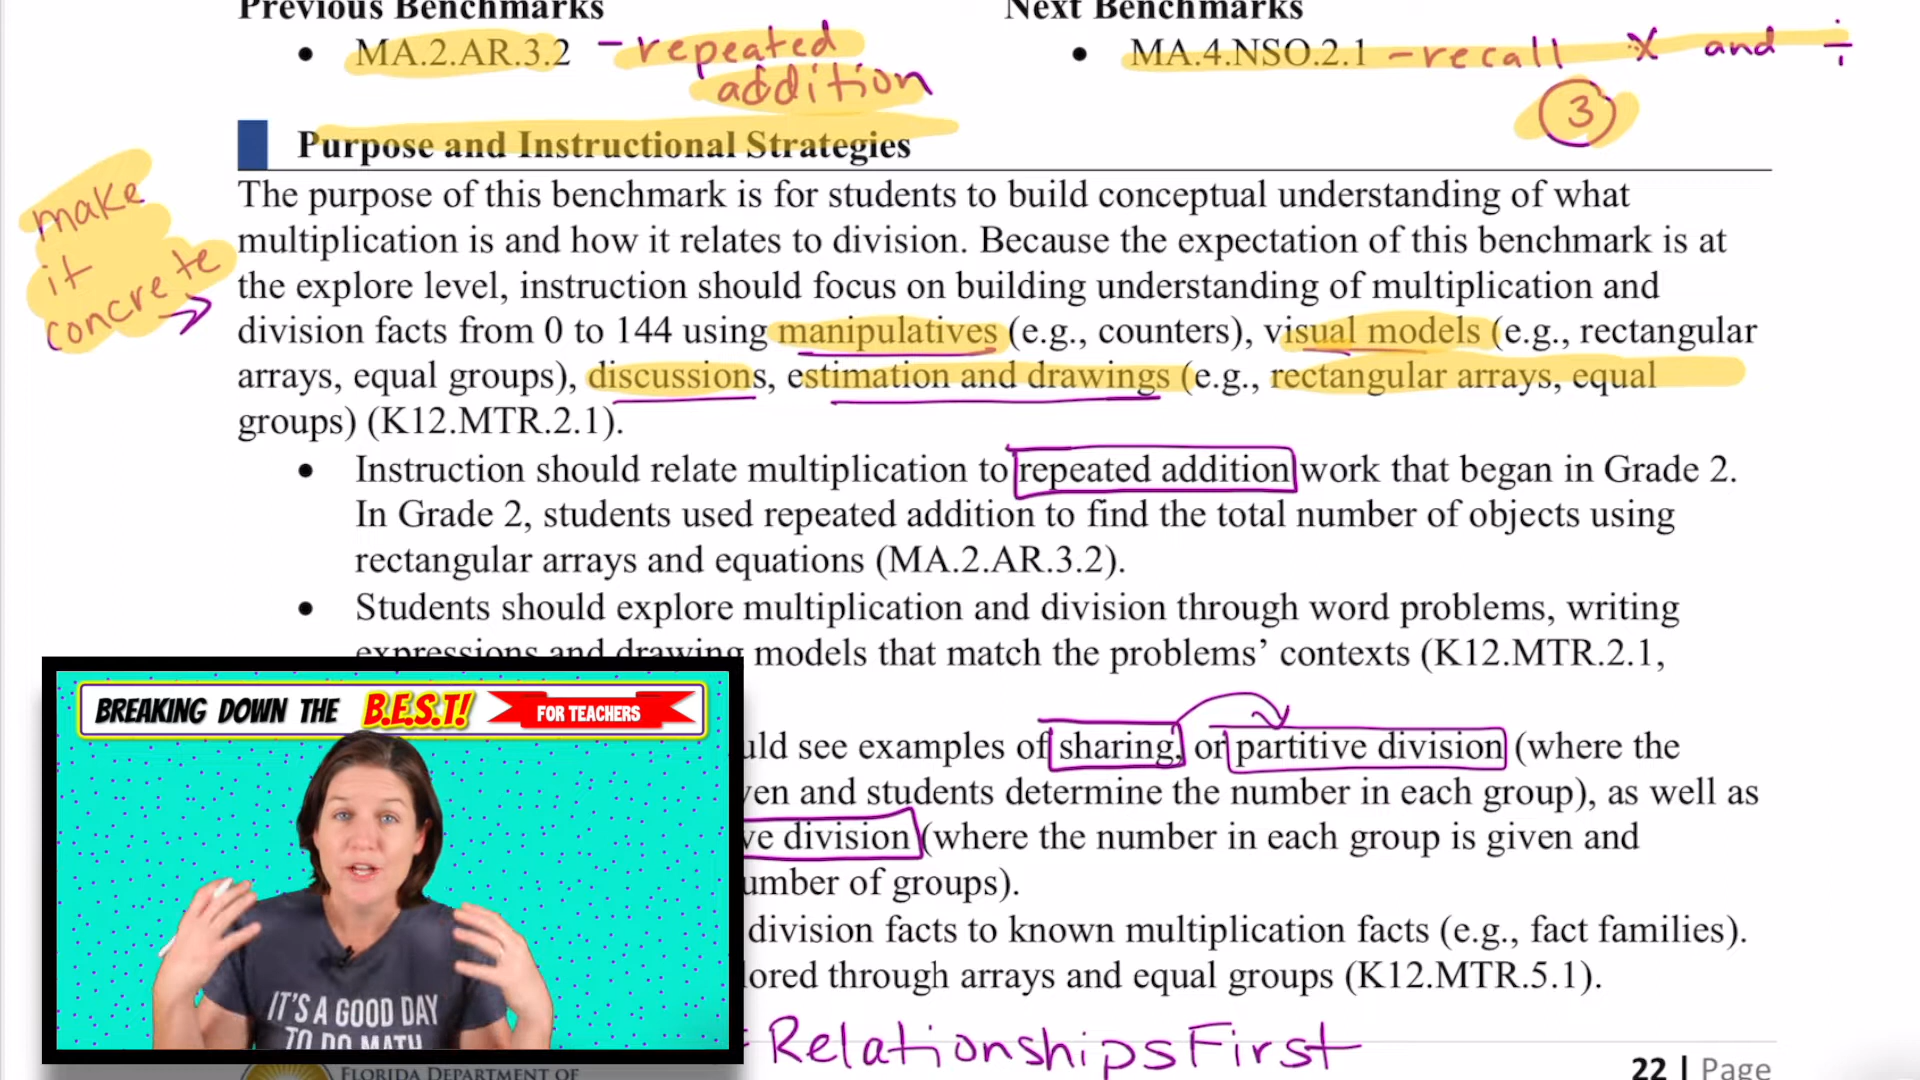 Previous Benchmarks
Next Benchmarks
• MA.2.AR.3.2 - repeated addition
• MA.4.NSO.2.1 - recall x and ÷
3
Purpose and Instructional Strategies
make
it
concrete
The purpose of this benchmark is for students to build conceptual understanding of what
multiplication is and how it relates to division. Because the expectation of this benchmark is at
the explore level, instruction should focus on building understanding of multiplication and
division facts from 0 to 144 using manipulatives (e.g., counters), visual models (e.g., rectangular
arrays, equal groups), discussions, estimation and drawings (e.g., rectangular arrays, equal
groups) (K12.MTR.2.1).
• Instruction should relate multiplication to repeated addition work that began in Grade 2.
In Grade 2, students used repeated addition to find the total number of objects using
rectangular arrays and equations (MA.2.AR.3.2).
• Students should explore multiplication and division through word problems, writing
expressions and drawing models that match the problems’ contexts (K12.MTR.2.1,
uld see examples of sharing, or partitive division (where the
ven and students determine the number in each group), as well as
ve division (where the number in each group is given and
umber of groups).
division facts to known multiplication facts (e.g., fact families).
lored through arrays and equal groups (K12.MTR.5.1).
BREAKING DOWN THE B.E.S.T! FOR TEACHERS
IT'S A GOOD DAY
TO DO MATH
RelationshipsFirst
22 | Page
FLORIDA DEPARTMENT OF